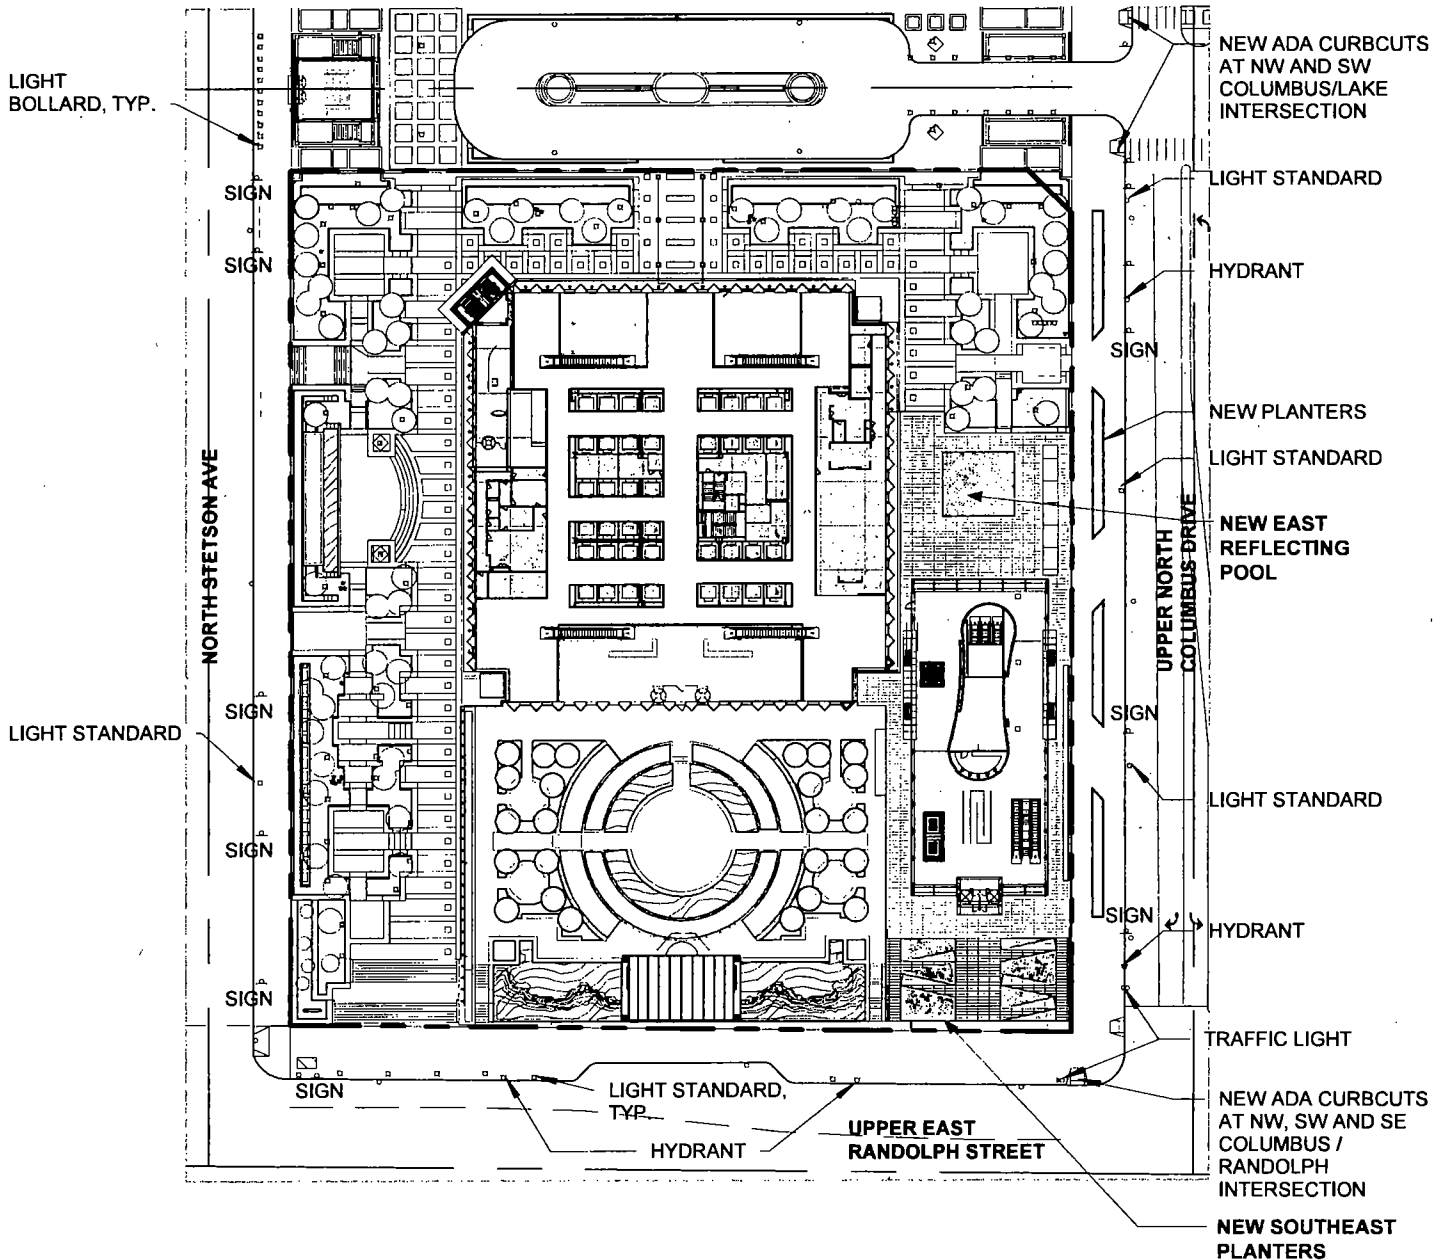 NEW ADA CURBCUTS
AT NW AND SW
COLUMBUS/LAKE
INTERSECTION
LIGHT
BOLLARD, TYP.
SIGN
LIGHT STANDARD
SIGN
HYDRANT
SIGN
NEW PLANTERS
LIGHT STANDARD
NORTH STETSON AVE
NEW EAST
REFLECTING
POOL
UPPER NORTH
COLUMBUS DRIVE
SIGN
SIGN
LIGHT STANDARD
LIGHT STANDARD
SIGN
SIGN
HYDRANT
SIGN
TRAFFIC LIGHT
SIGN
LIGHT STANDARD,
TYP.
HYDRANT
UPPER EAST
RANDOLPH STREET
NEW ADA CURBCUTS
AT NW, SW AND SE
COLUMBUS /
RANDOLPH
INTERSECTION
NEW SOUTHEAST
PLANTERS